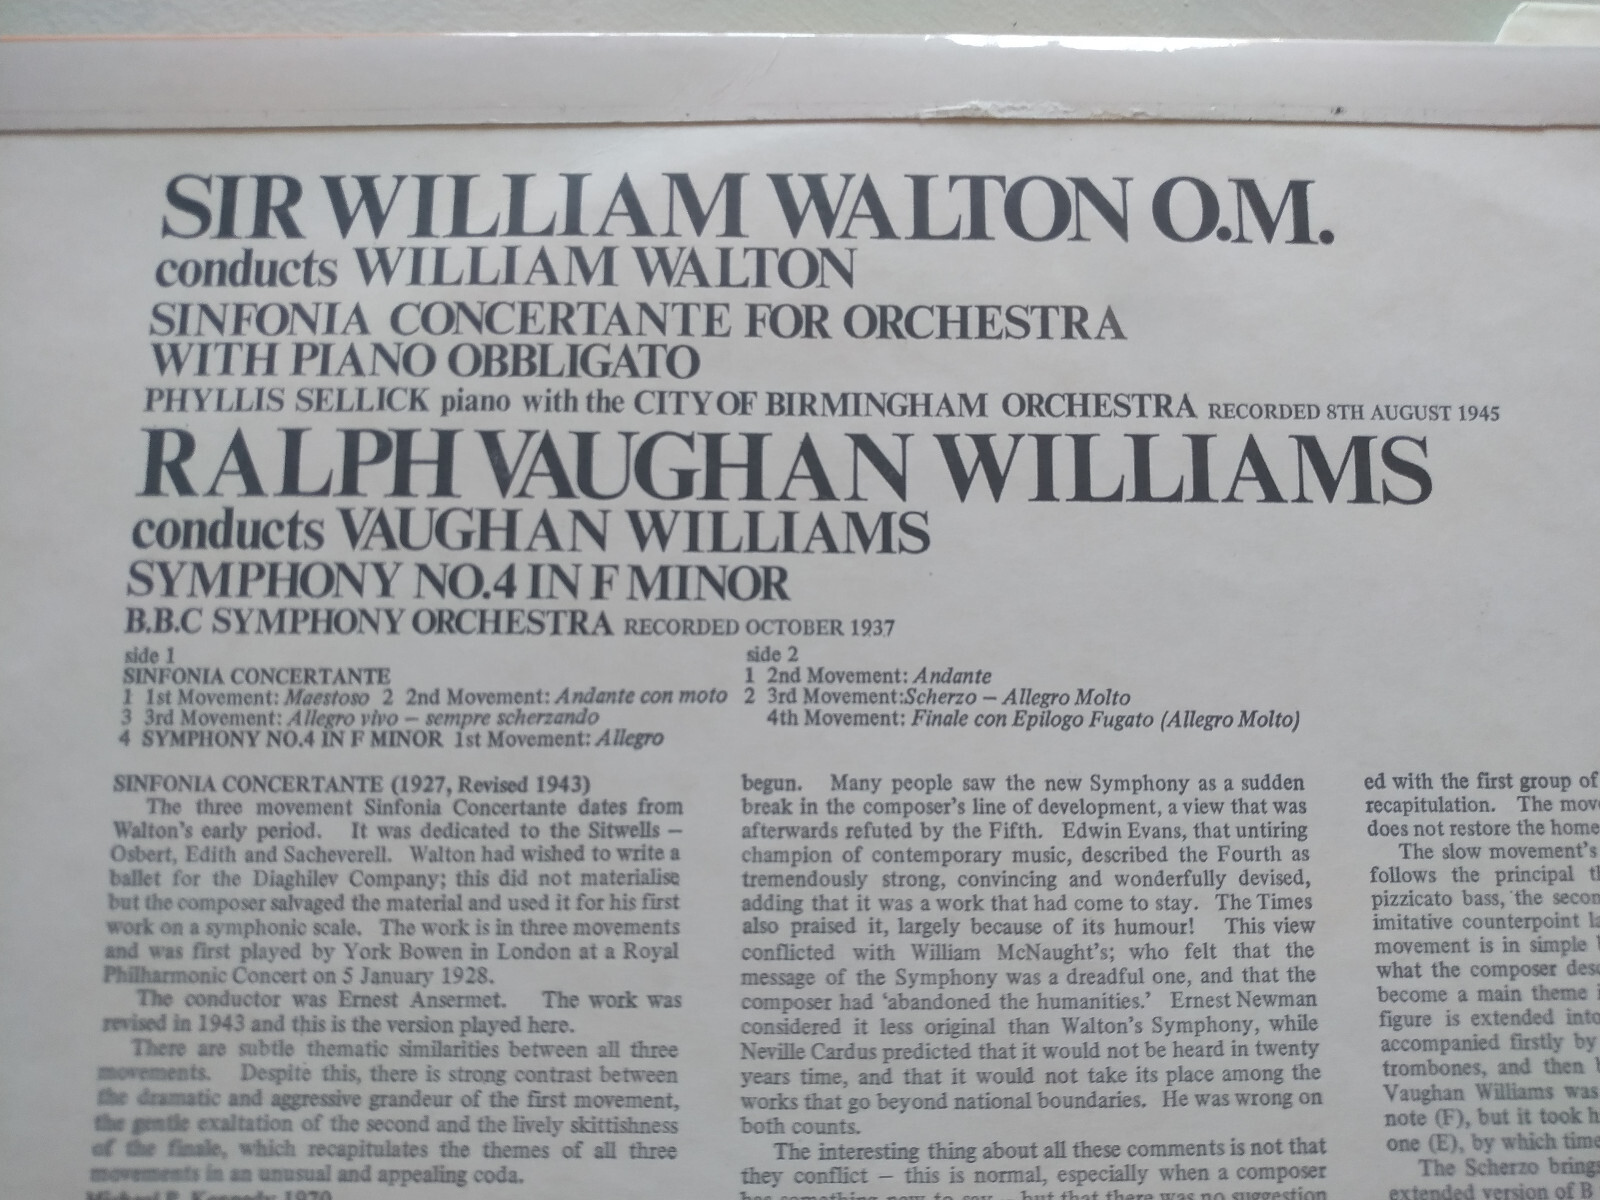 SIR WILLIAM WALTON O.M.
conducts WILLIAM WALTON
SINFONIA CONCERTANTE FOR ORCHESTRA
WITH PIANO OBBLIGATO
PHYLLIS SELLICK piano with the CITY OF BIRMINGHAM ORCHESTRA RECORDED 8TH AUGUST 1945
RALPH VAUGHAN WILLIAMS
conducts VAUGHAN WILLIAMS
SYMPHONY NO.4 IN F MINOR
B.B.C SYMPHONY ORCHESTRA RECORDED OCTOBER 1937
side 1
SINFONIA CONCERTANTE
1 1st Movement: Maestoso 2 2nd Movement: Andante con moto
3 3rd Movement: Allegro vivo – sempre scherzando
4 SYMPHONY NO.4 IN F MINOR 1st Movement: Allegro
side 2
1 2nd Movement: Andante
2 3rd Movement:Scherzo – Allegro Molto
4th Movement: Finale con Epilogo Fugato (Allegro Molto)
SINFONIA CONCERTANTE (1927, Revised 1943)
The three movement Sinfonia Concertante dates from
Walton's early period. It was dedicated to the Sitwells –
Osbert, Edith and Sacheverell. Walton had wished to write a
ballet for the Diaghilev Company; this did not materialise
but the composer salvaged the material and used it for his first
work on a symphonic scale. The work is in three movements
and was first played by York Bowen in London at a Royal
Philharmonic Concert on 5 January 1928.
The conductor was Ernest Ansermet. The work was
revised in 1943 and this is the version played here.
There are subtle thematic similarities between all three
movements. Despite this, there is strong contrast between
the dramatic and aggressive grandeur of the first movement,
the gentle exaltation of the second and the lively skittishness
of the finale, which recapitulates the themes of all three
movements in an unusual and appealing coda.
begun. Many people saw the new Symphony as a sudden
break in the composer's line of development, a view that was
afterwards refuted by the Fifth. Edwin Evans, that untiring
champion of contemporary music, described the Fourth as
tremendously strong, convincing and wonderfully devised,
adding that it was a work that had come to stay. The Times
also praised it, largely because of its humour! This view
conflicted with William McNaught's; who felt that the
message of the Symphony was a dreadful one, and that the
composer had 'abandoned the humanities.' Ernest Newman
considered it less original than Walton's Symphony, while
Neville Cardus predicted that it would not be heard in twenty
years time, and that it would not take its place among the
works that go beyond national boundaries. He was wrong on
both counts.
The interesting thing about all these comments is not that
they conflict – this is normal, especially when a composer
has something new to say – but that there was no suggestion
ed with the first group of
recapitulation. The mov
does not restore the home
The slow movement's
follows the principal t
pizzicato bass, the secon
imitative counterpoint la
movement is in simple
what the composer des
become a main theme i
figure is extended into
accompanied firstly by
trombones, and then
Vaughan Williams was
note (F), but it took h
one (E), by which time
The Scherzo brings
extended version of B